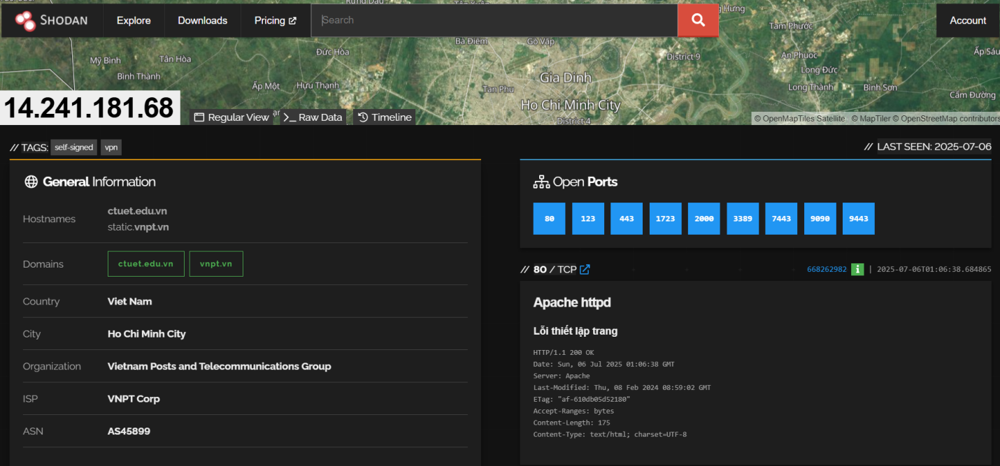 Rừng Dầu
Hưng
SHODAN
Explore
Downloads
Pricing
Search
Account
Tâm Phước
Bà Điểm
Gò Vấp
Đức Hòa
District 9
An Phuoc
Ấp Sáu
Mỹ Bình
Tân Hòa
Long Đức
Bình Thành
Gia Dinh
Ấp Một
Hựu Thạnh
Tan Phu
Long Thành
Bình Sơn
Cẩm Đường
Ho Chi Minh City
14.241.181.68
Regular View
Raw Data
Timeline
District 4
© OpenMapTiles Satellite © MapTiler © OpenStreetMap contributors
// TAGS: self-signed vpn
// LAST SEEN: 2025-07-06
General Information
Hostnames
ctuet.edu.vn
static.vnpt.vn
Domains
ctuet.edu.vn vnpt.vn
Country Viet Nam
City Ho Chi Minh City
Organization Vietnam Posts and Telecommunications Group
ISP VNPT Corp
ASN AS45899
Open Ports
80 123 443 1723 2000 3389 7443 9090 9443
// 80 / TCP
668262982 i | 2025-07-06T01:06:38.684865
Apache httpd
Lỗi thiết lập trang
HTTP/1.1 200 OK
Date: Sun, 06 Jul 2025 01:06:38 GMT
Server: Apache
Last-Modified: Thu, 08 Feb 2024 08:59:02 GMT
ETag: "af-610db05d52180"
Accept-Ranges: bytes
Content-Length: 175
Content-Type: text/html; charset=UTF-8